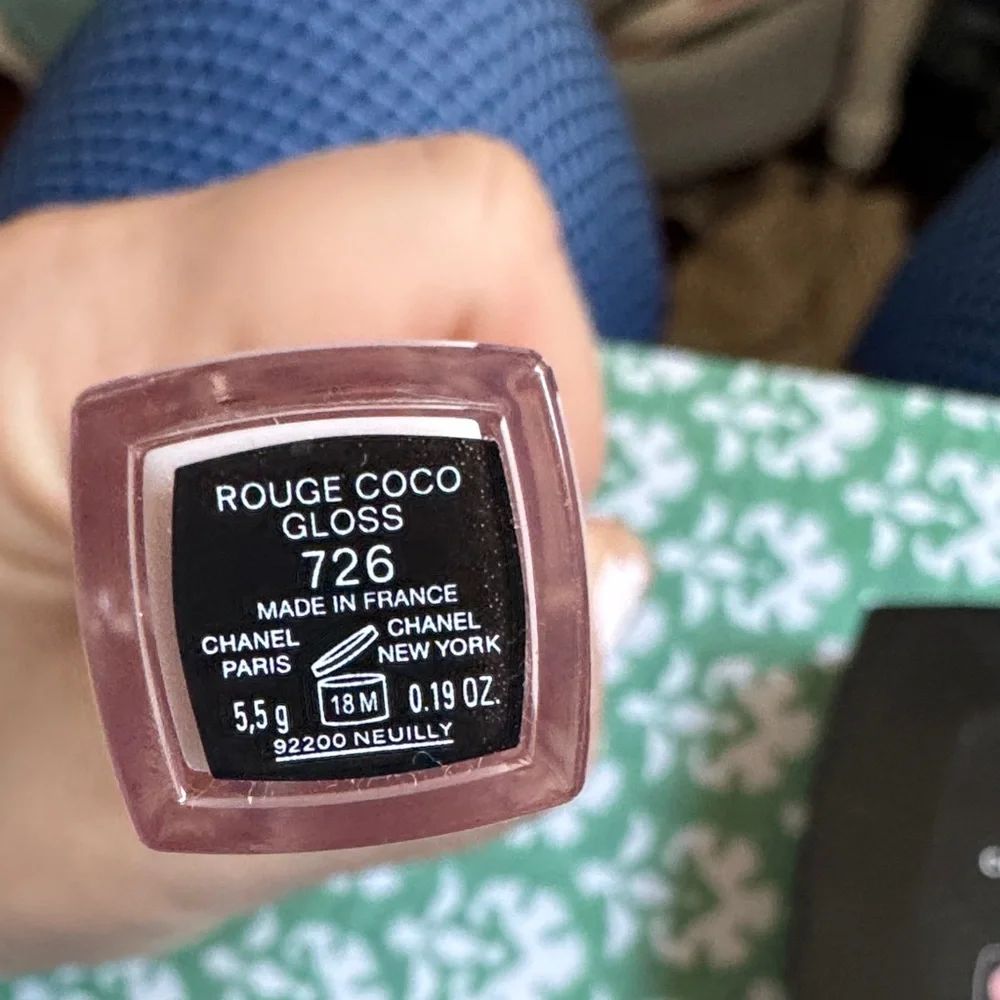 ROUGE COCO
GLOSS
726
MADE IN FRANCE
CHANEL
PARIS
CHANEL
NEW YORK
5,5 g
18 M
0.19 OZ.
92200 NEUILLY